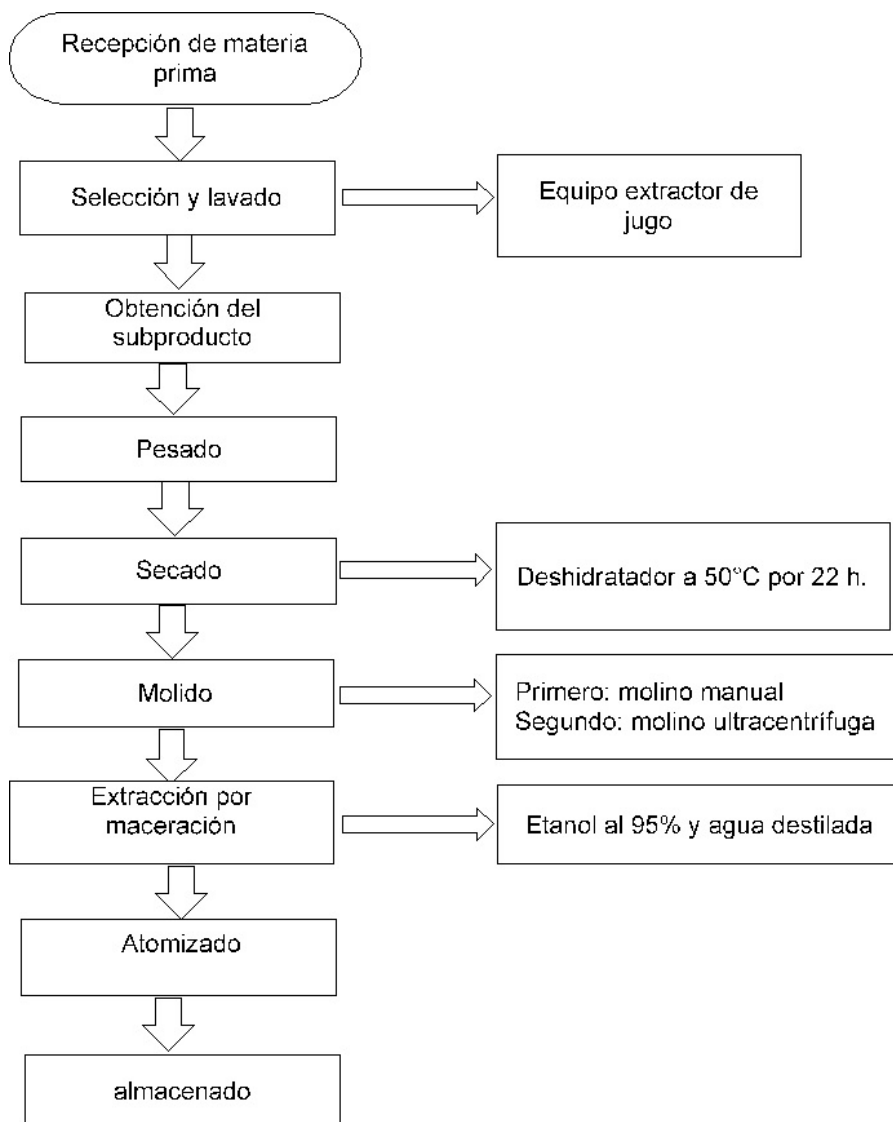 Recepción de materia
prima
Selección y lavado
Equipo extractor de
jugo
Obtención del
subproducto
Pesado
Secado
Deshidratador a 50°C por 22 h.
Molido
Primero: molino manual
Segundo: molino ultracentrífuga
Extracción por
maceración
Etanol al 95% y agua destilada
Atomizado
almacenado